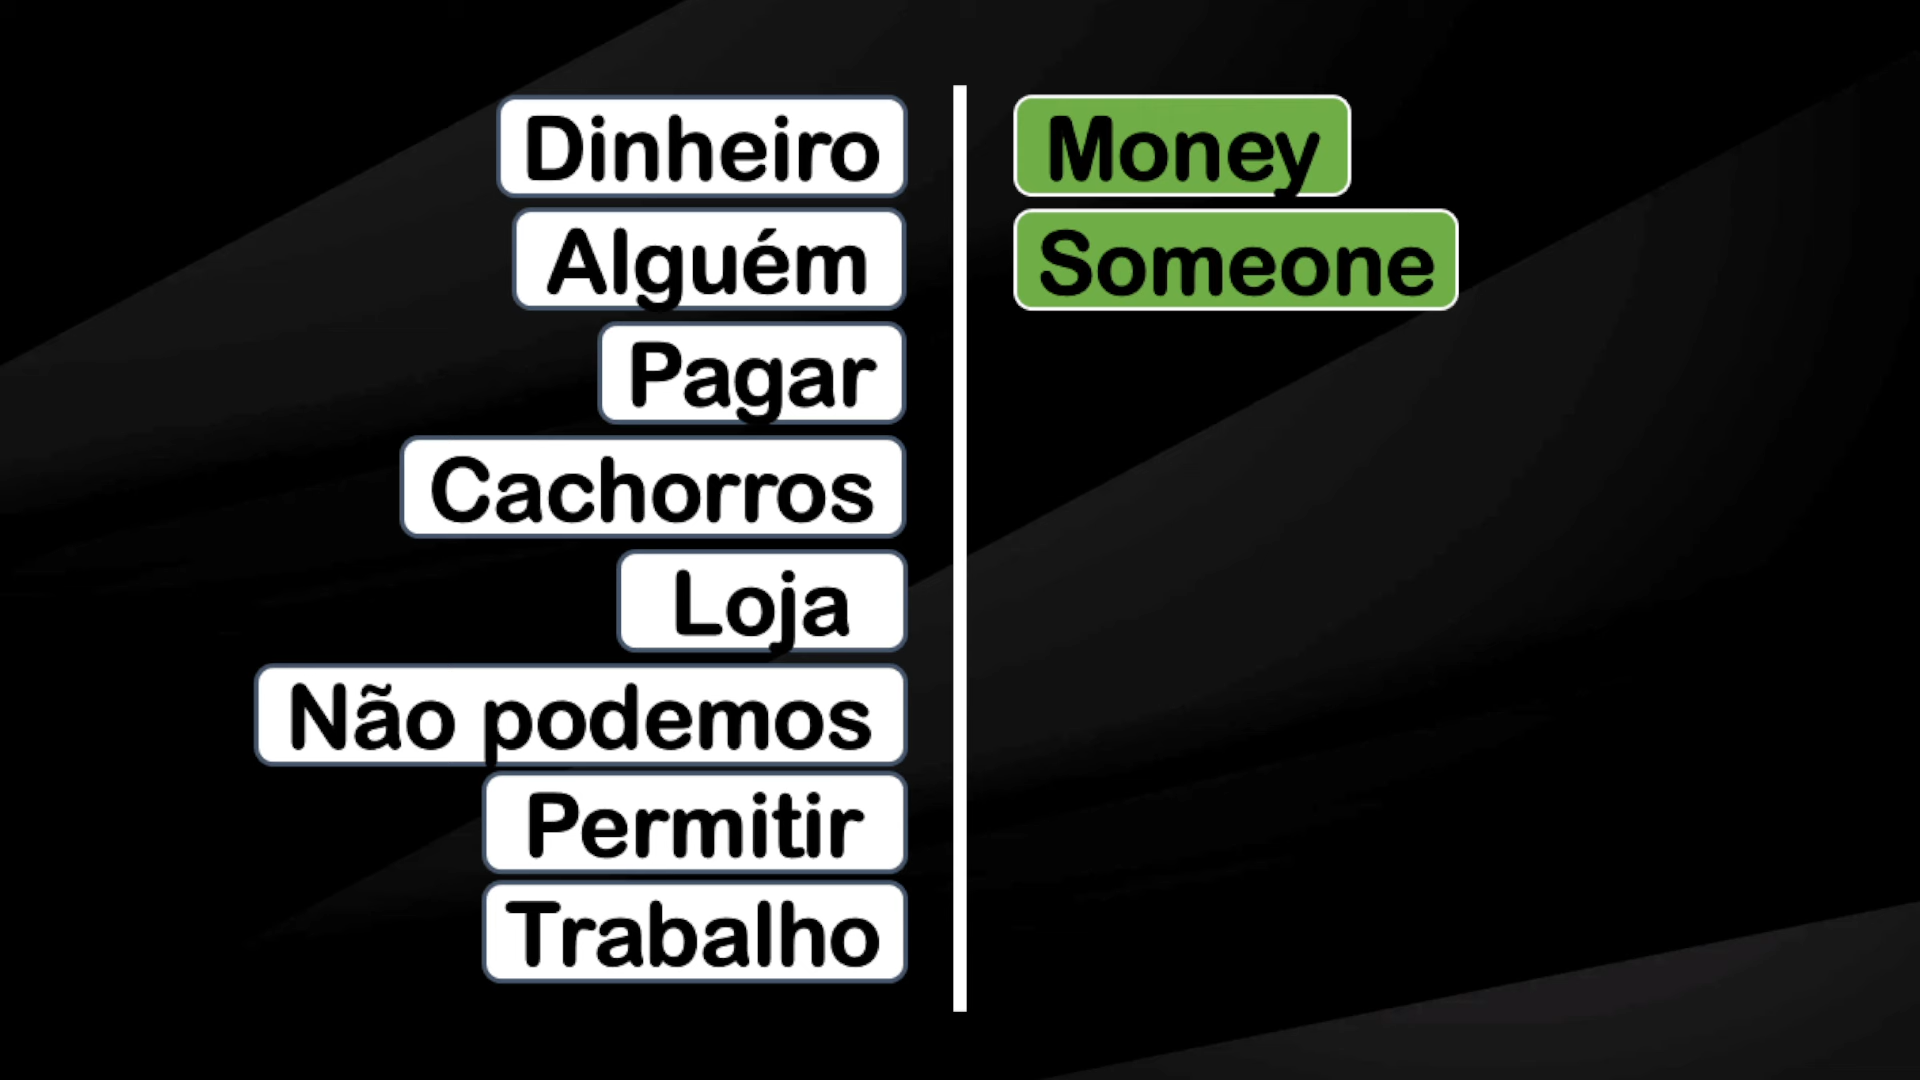 Dinheiro Money
Alguém Someone
Pagar
Cachorros
Loja
Não podemos
Permitir
Trabalho